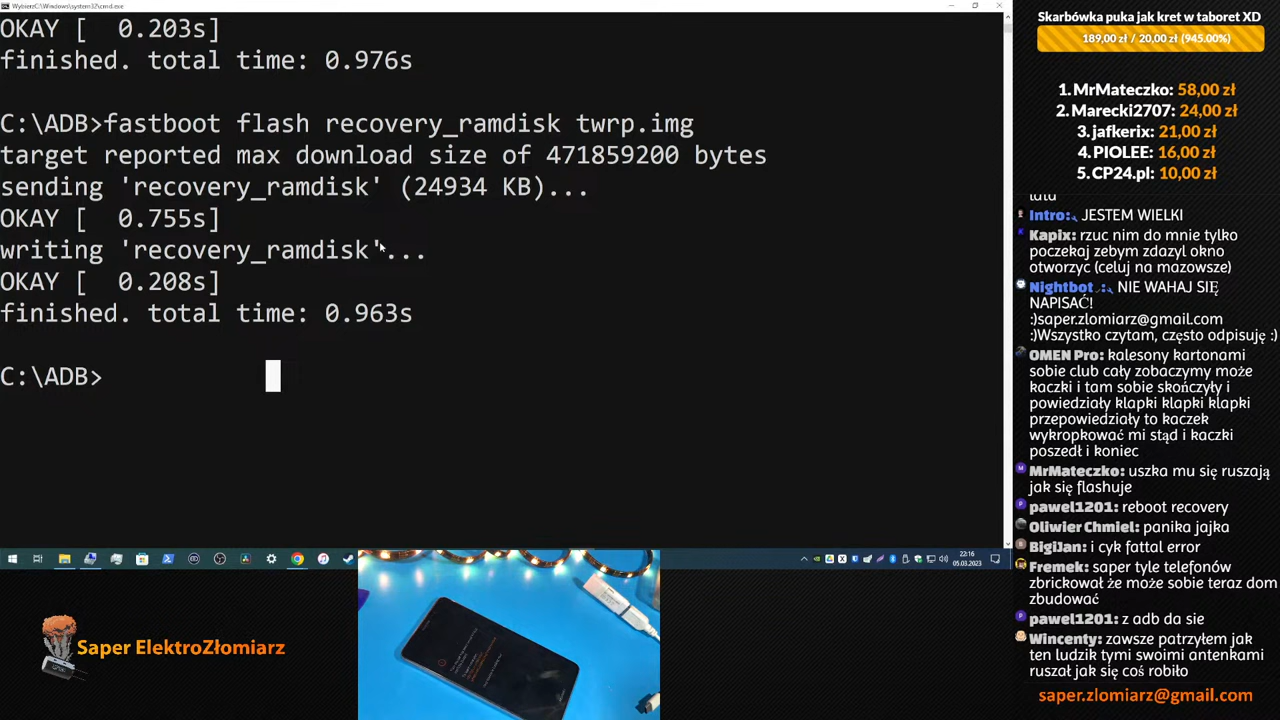 WybierzC:\Windows\system32\cmd.exe
OKAY [  0.203s]
finished. total time: 0.976s
C:\ADB>fastboot flash recovery_ramdisk twrp.img
target reported max download size of 471859200 bytes
sending 'recovery_ramdisk' (24934 KB)...
OKAY [  0.755s]
writing 'recovery_ramdisk'...
OKAY [  0.208s]
finished. total time: 0.963s
C:\ADB>
22:16
05.03.2023
Saper ElektroZłomiarz
Skarbówka puka jak kret w taboret XD
189,00 zł / 20,00 zł (945.00%)
1. MrMateczko: 58,00 zł
2. Marecki2707: 24,00 zł
3. jafkerix: 21,00 zł
4. PIOLEE: 16,00 zł
5. CP24.pl: 10,00 zł
Intro: JESTEM WIELKI
Kapix: rzuc nim do mnie tylko
poczekaj zebym zdazyl okno
otworzyc (celuj na mazowsze)
Nightbot : NIE WAHAJ SIĘ
NAPISAĆ!
:)saper.zlomiarz@gmail.com
:)Wszystko czytam, często odpisuję :)
OMEN Pro: kalesony kartonami
sobie club cały zobaczymy może
kaczki i tam sobie skończyły i
powiedziały klapki klapki klapki
przepowiedziały to kaczek
wykropkować mi stąd i kaczki
poszedł i koniec
MrMateczko: uszka mu się ruszają
jak się flashuje
pawel1201: reboot recovery
Oliwier Chmiel: panika jajka
BigiJan: i cyk fattal error
Fremek: saper tyle telefonów
zbrickował że może sobie teraz dom
zbudować
pawel1201: z adb da sie
Wincenty: zawsze patrzyłem jak
ten ludzik tymi swoimi antenkami
ruszał jak się coś robiło
saper.zlomiarz@gmail.com